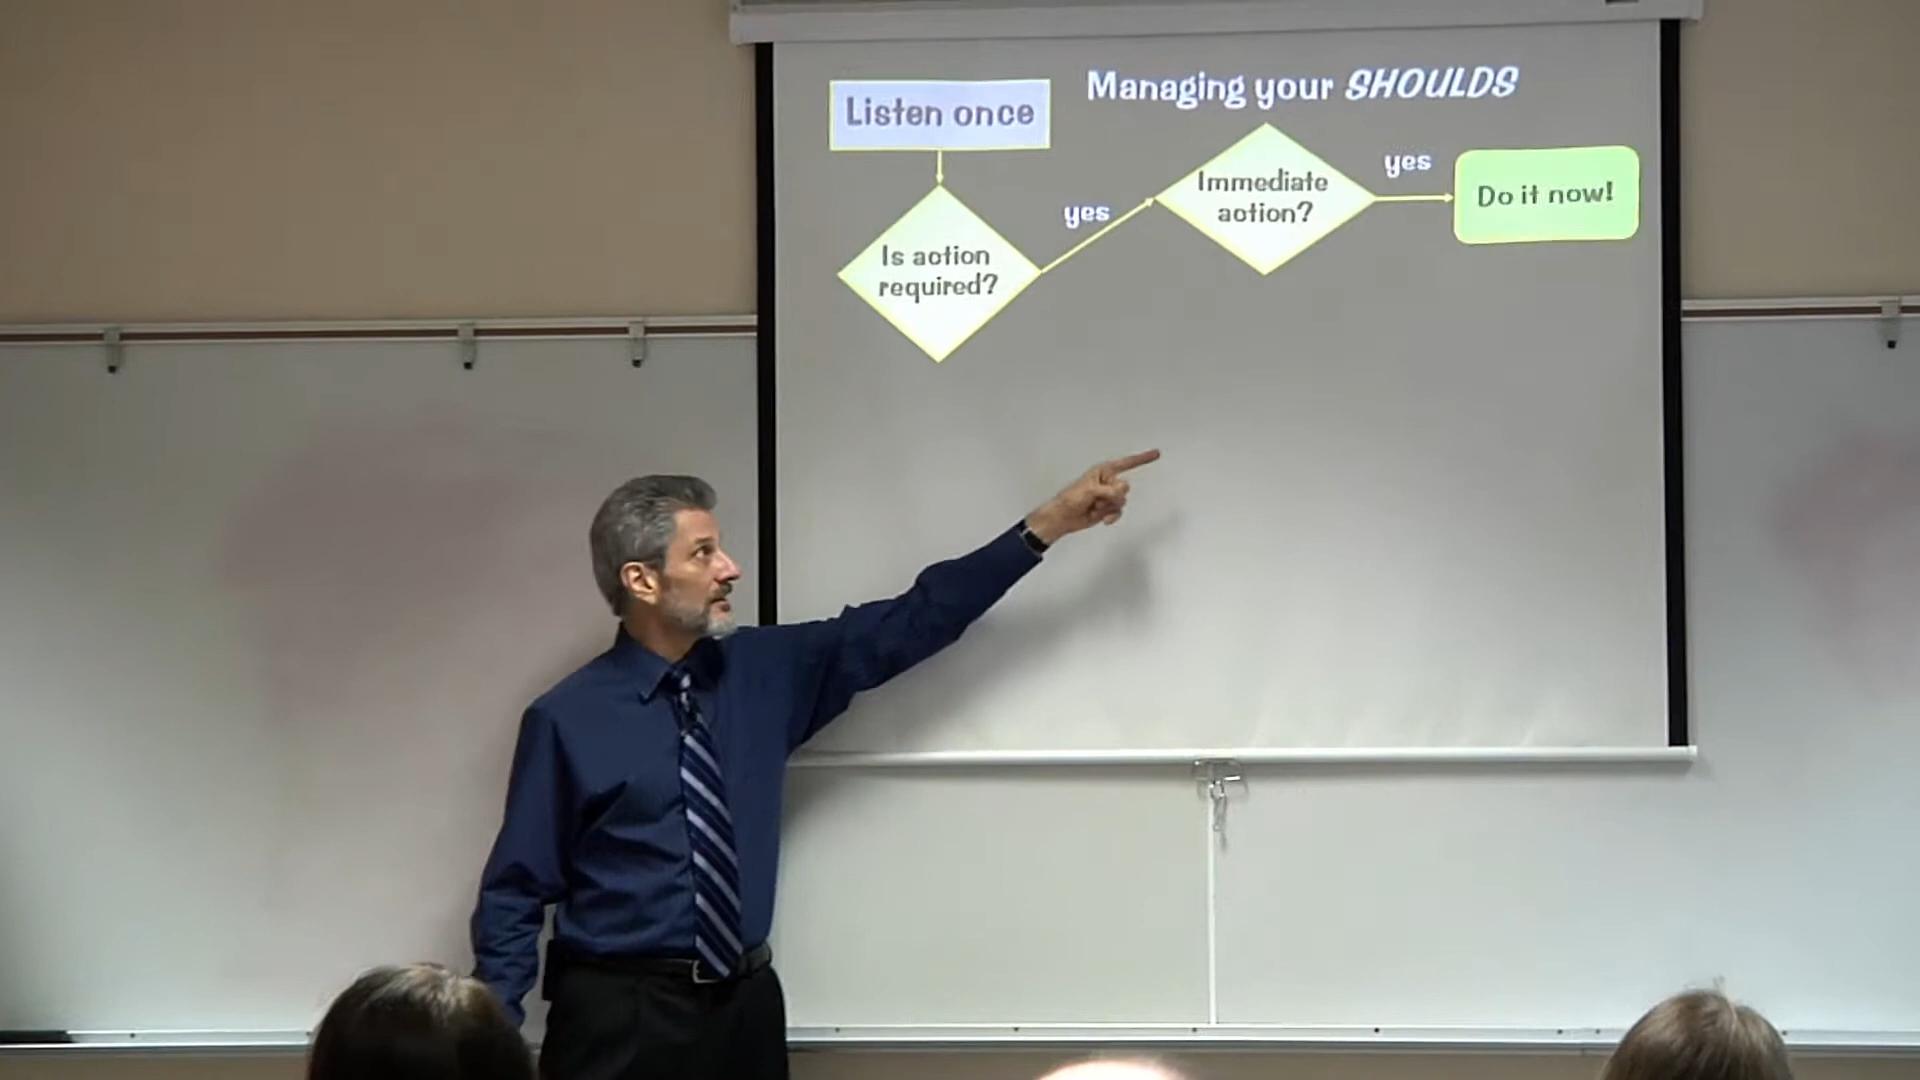 Managing your SHOULDS
Listen once
Is action
required?
yes
Immediate
action?
yes
Do it now!